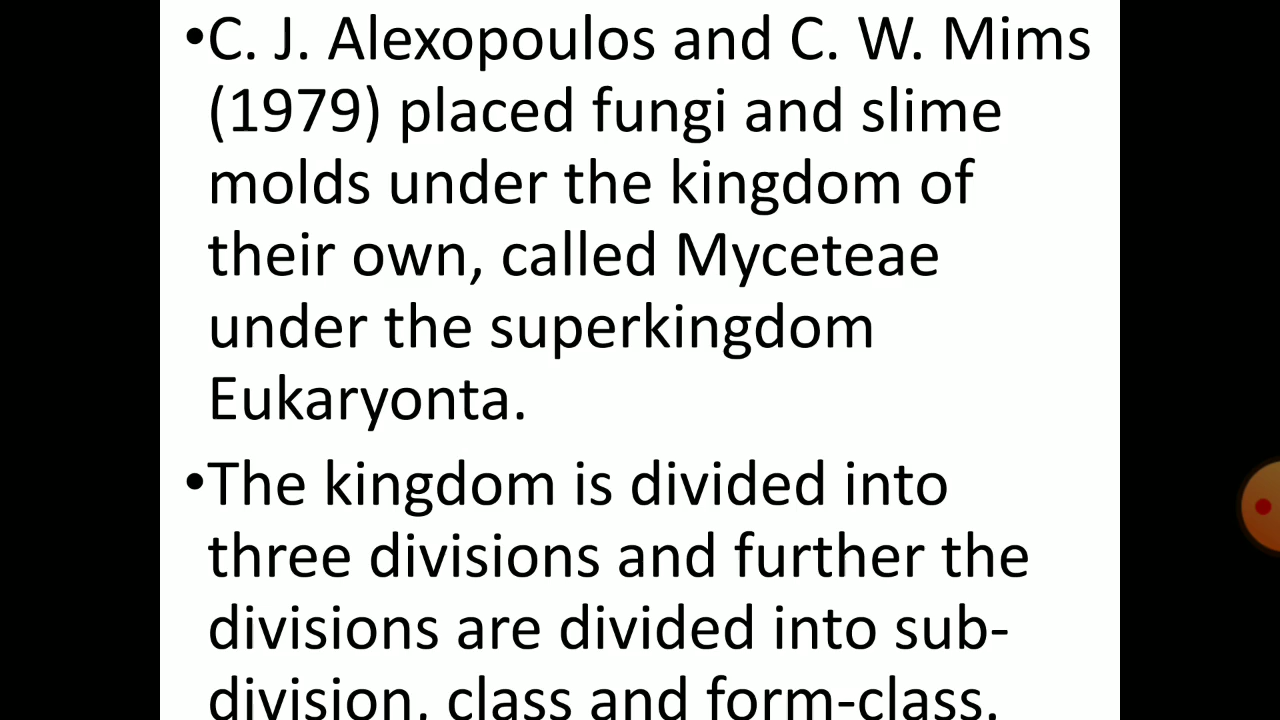 •C. J. Alexopoulos and C. W. Mims
(1979) placed fungi and slime
molds under the kingdom of
their own, called Myceteae
under the superkingdom
Eukaryonta.
•The kingdom is divided into
three divisions and further the
divisions are divided into sub-
division, class and form-class.